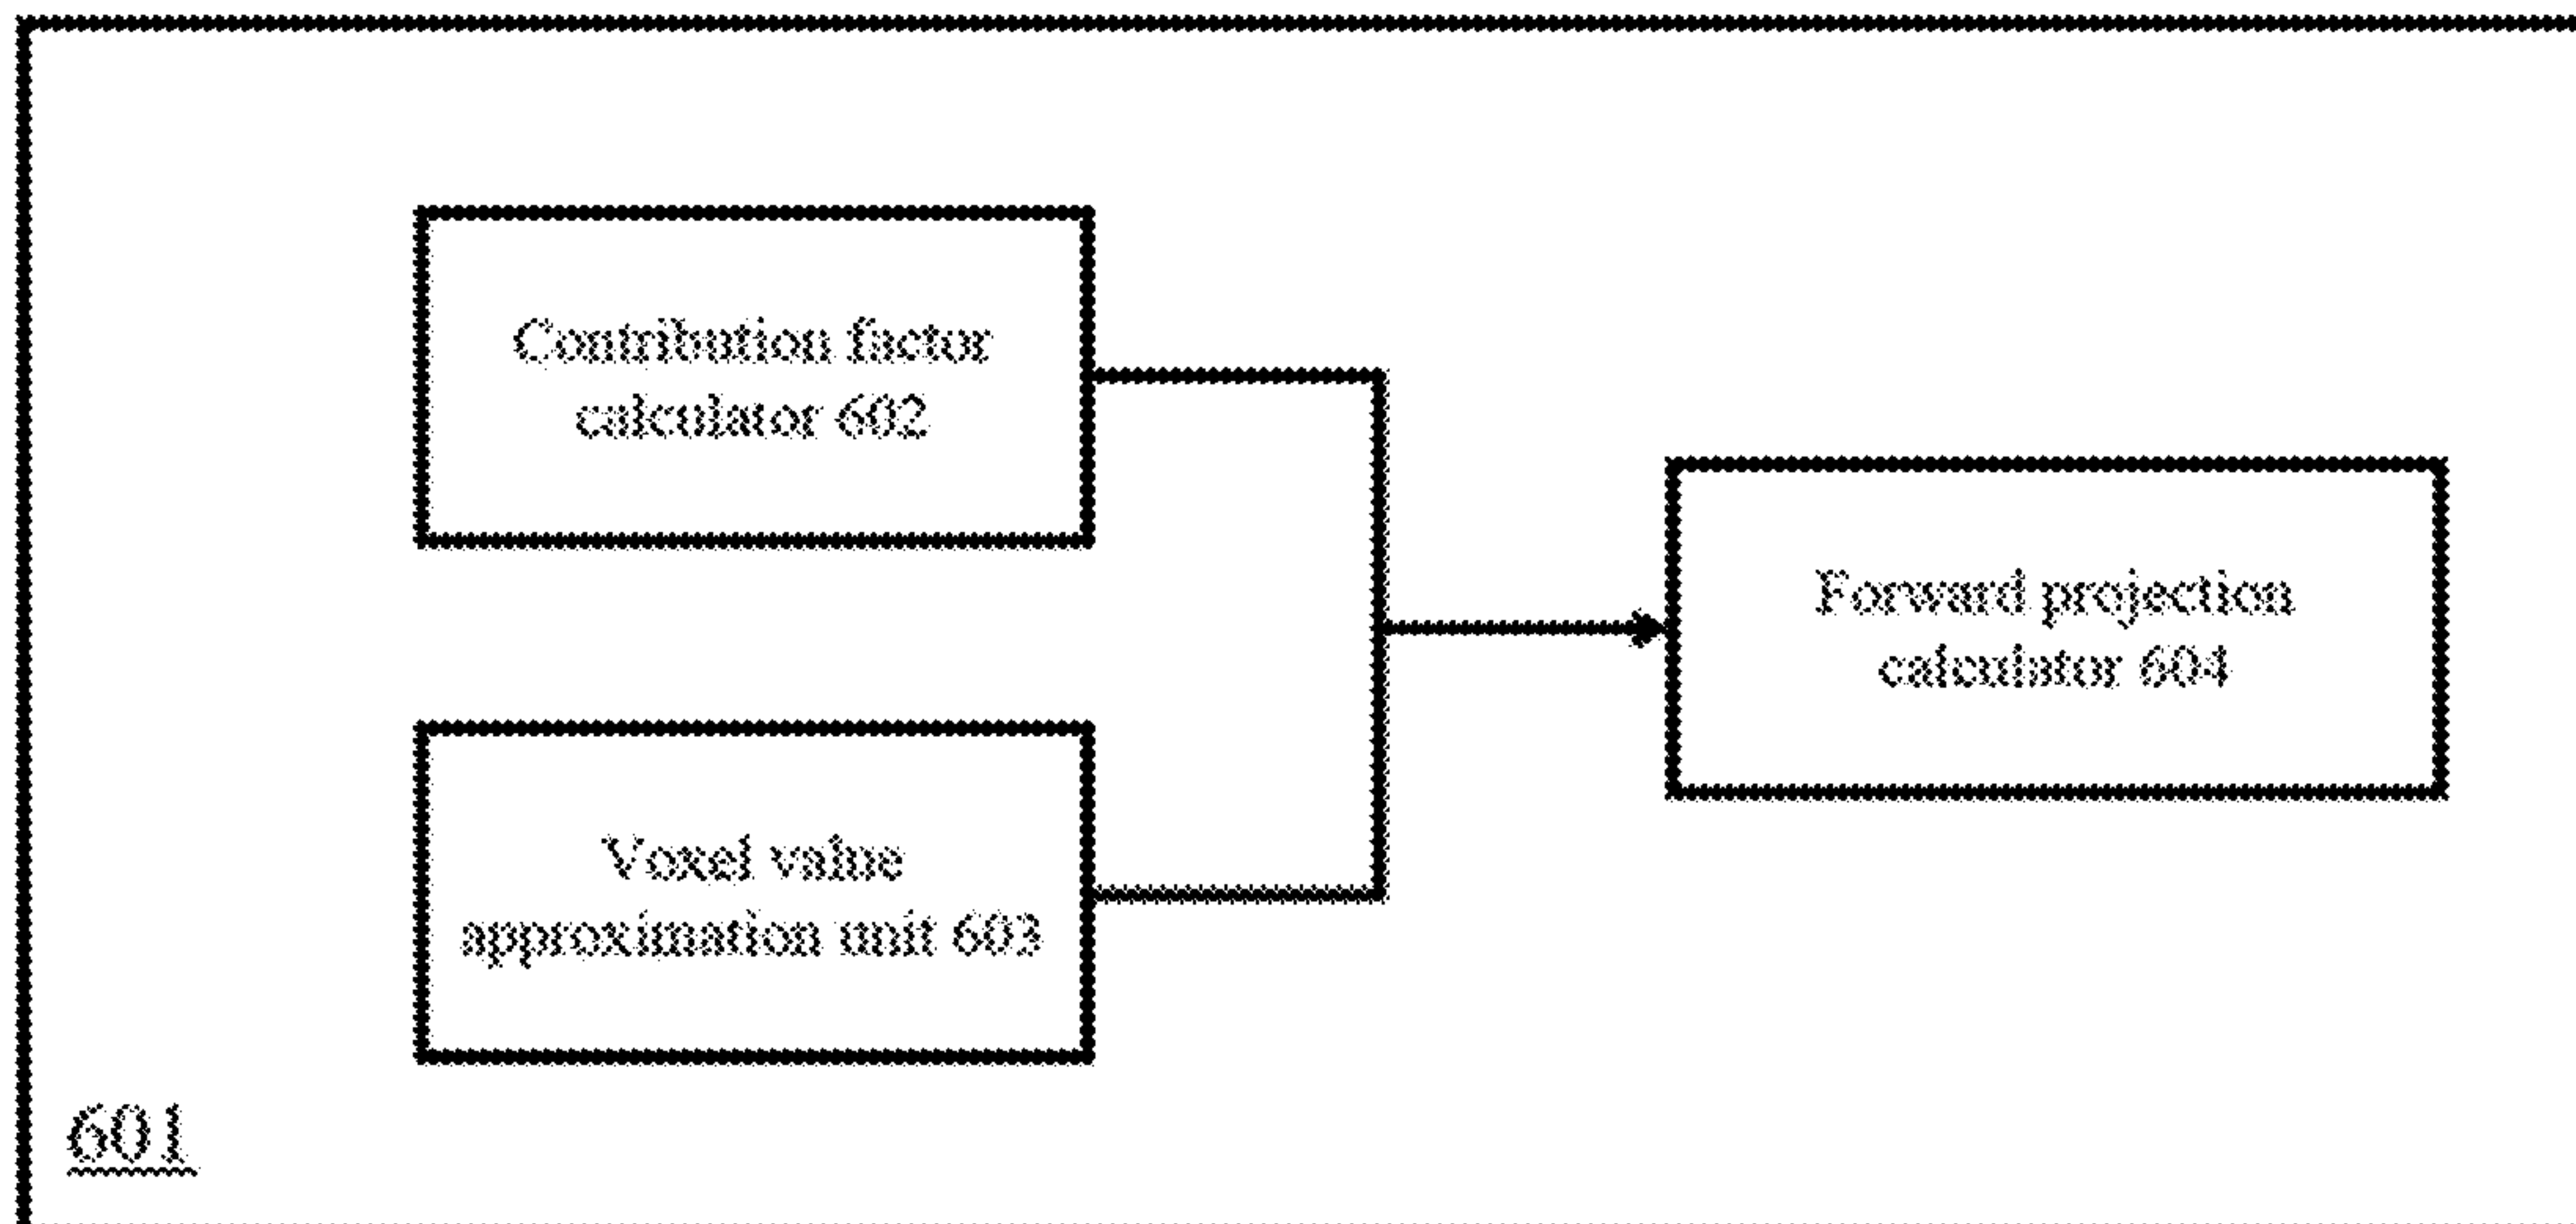 Contribution factor
calculator 602
Forward projection
calculator 604
Voxel value
approximation unit 603
601